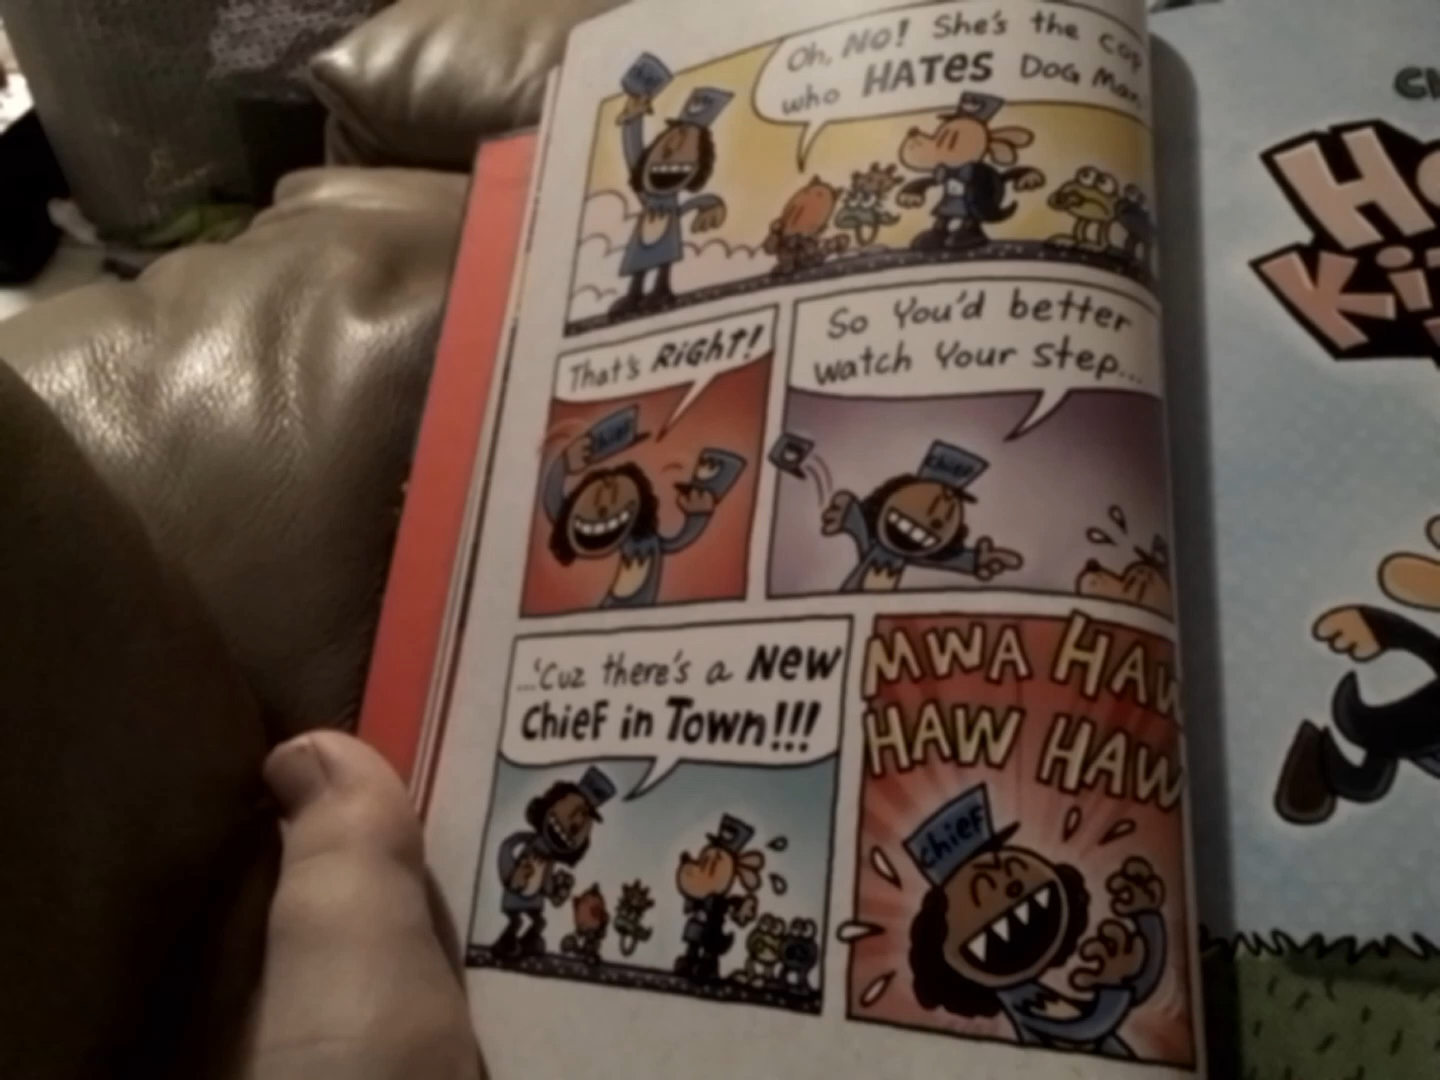 Oh, NO! She's the cop
who HATES Dog Man
That's RIGHT!
So You'd better
watch Your step...
...'Cuz there's a New
Chief in Town!!!
MWA HAW
HAW HAW
chief
chief
chief